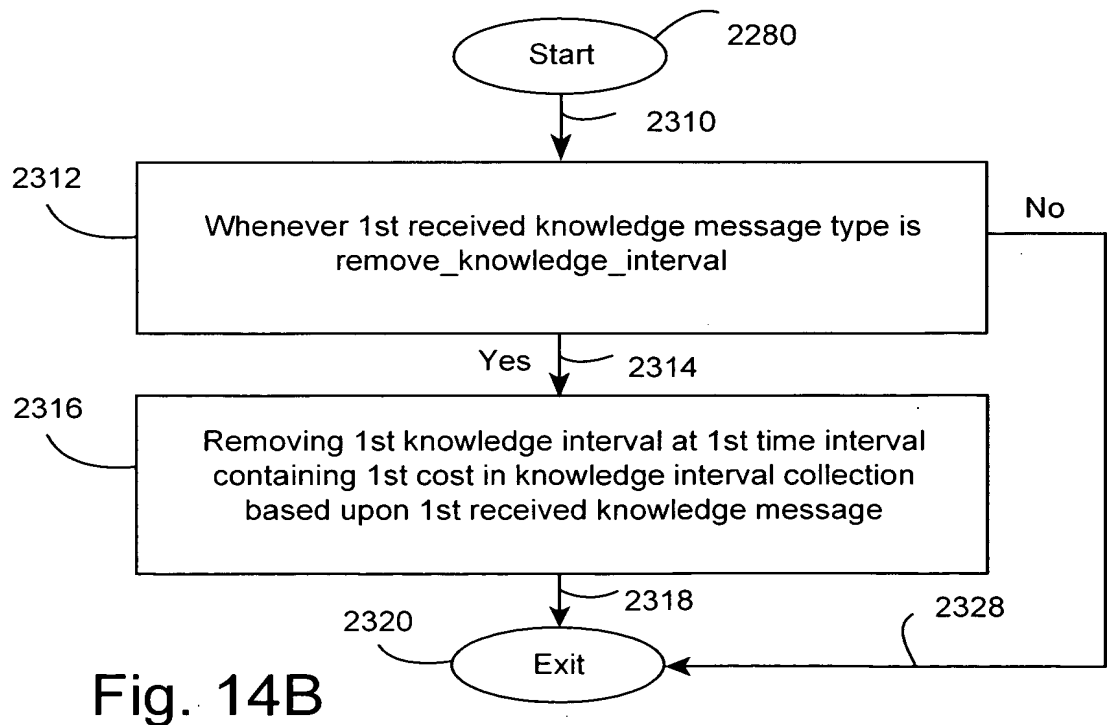 Start
2280
2310
2312
Whenever 1st received knowledge message type is
remove_knowledge_interval
No
Yes
2314
2316
Removing 1st knowledge interval at 1st time interval
containing 1st cost in knowledge interval collection
based upon 1st received knowledge message
2318
2320
2328
Exit
Fig. 14B